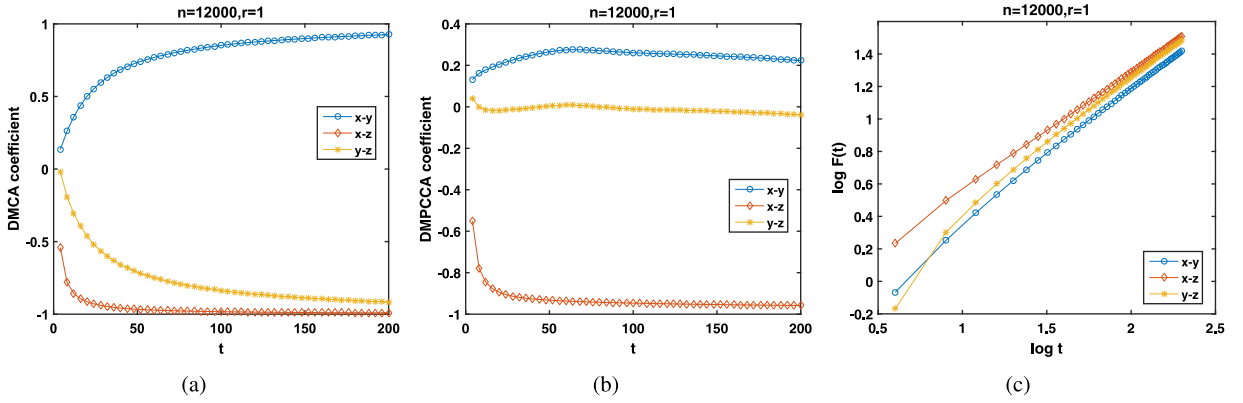 n=12000,r=1
1
0.5
0
-0.5
-1
0
50
100
150
200
DMCA coefficient
t
x-y
x-z
y-z
(a)
n=12000,r=1
0.4
0.2
0
-0.2
-0.4
-0.6
-0.8
-1
0
50
100
150
200
DMPCCA coefficient
t
x-y
x-z
y-z
(b)
n=12000,r=1
1.4
1.2
1
0.8
0.6
0.4
0.2
0
-0.2
0.5
1
1.5
2
2.5
log F(t)
log t
x-y
x-z
y-z
(c)